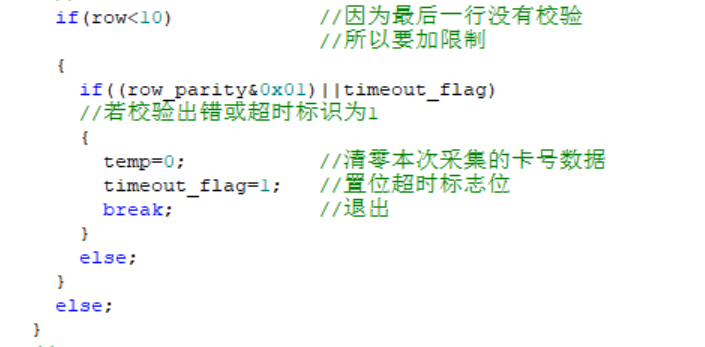 if(row<10)             //因为最后一行没有校验
                       //所以要加限制
{
  if((row_parity&0x01)||timeout_flag)
  //若校验出错或超时标识为1
  {
    temp=0;            //清零本次采集的卡号数据
    timeout_flag=1;    //置位超时标志位
    break;             //退出
  }
  else;
}
else;
}